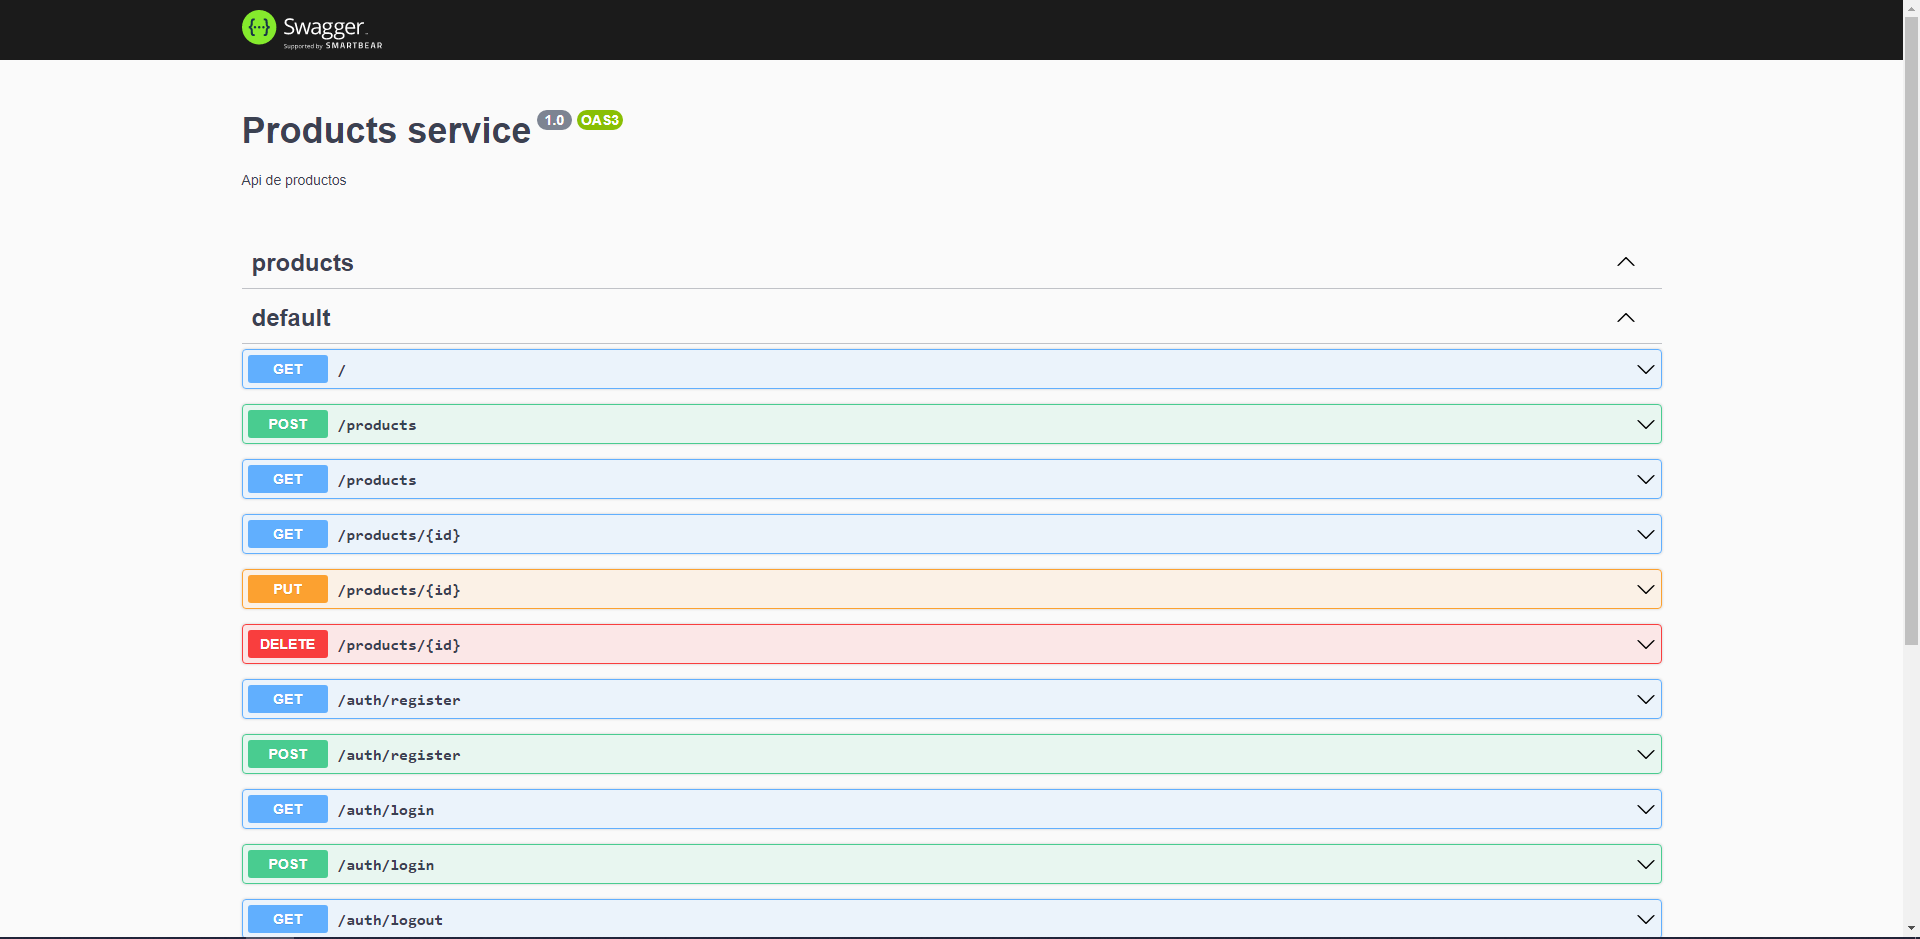 Swagger
Supported by SMARTBEAR
Products service 1.0 OAS3
Api de productos
products
default
GET /
POST /products
GET /products
GET /products/{id}
PUT /products/{id}
DELETE /products/{id}
GET /auth/register
POST /auth/register
GET /auth/login
POST /auth/login
GET /auth/logout